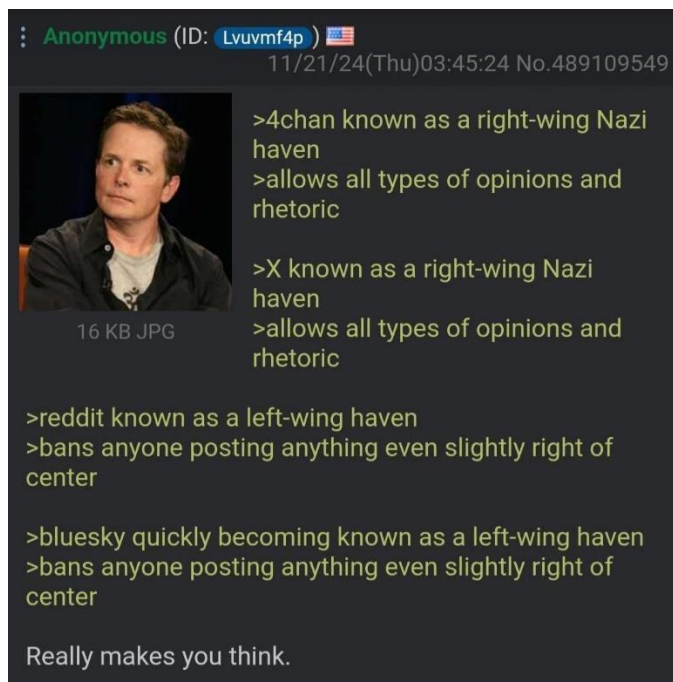 Anonymous (ID: Lvuvmf4p)
11/21/24(Thu)03:45:24 No.489109549
>4chan known as a right-wing Nazi
haven
>allows all types of opinions and
rhetoric
>X known as a right-wing Nazi
haven
>allows all types of opinions and
rhetoric
16 KB JPG
>reddit known as a left-wing haven
>bans anyone posting anything even slightly right of
center
>bluesky quickly becoming known as a left-wing haven
>bans anyone posting anything even slightly right of
center
Really makes you think.